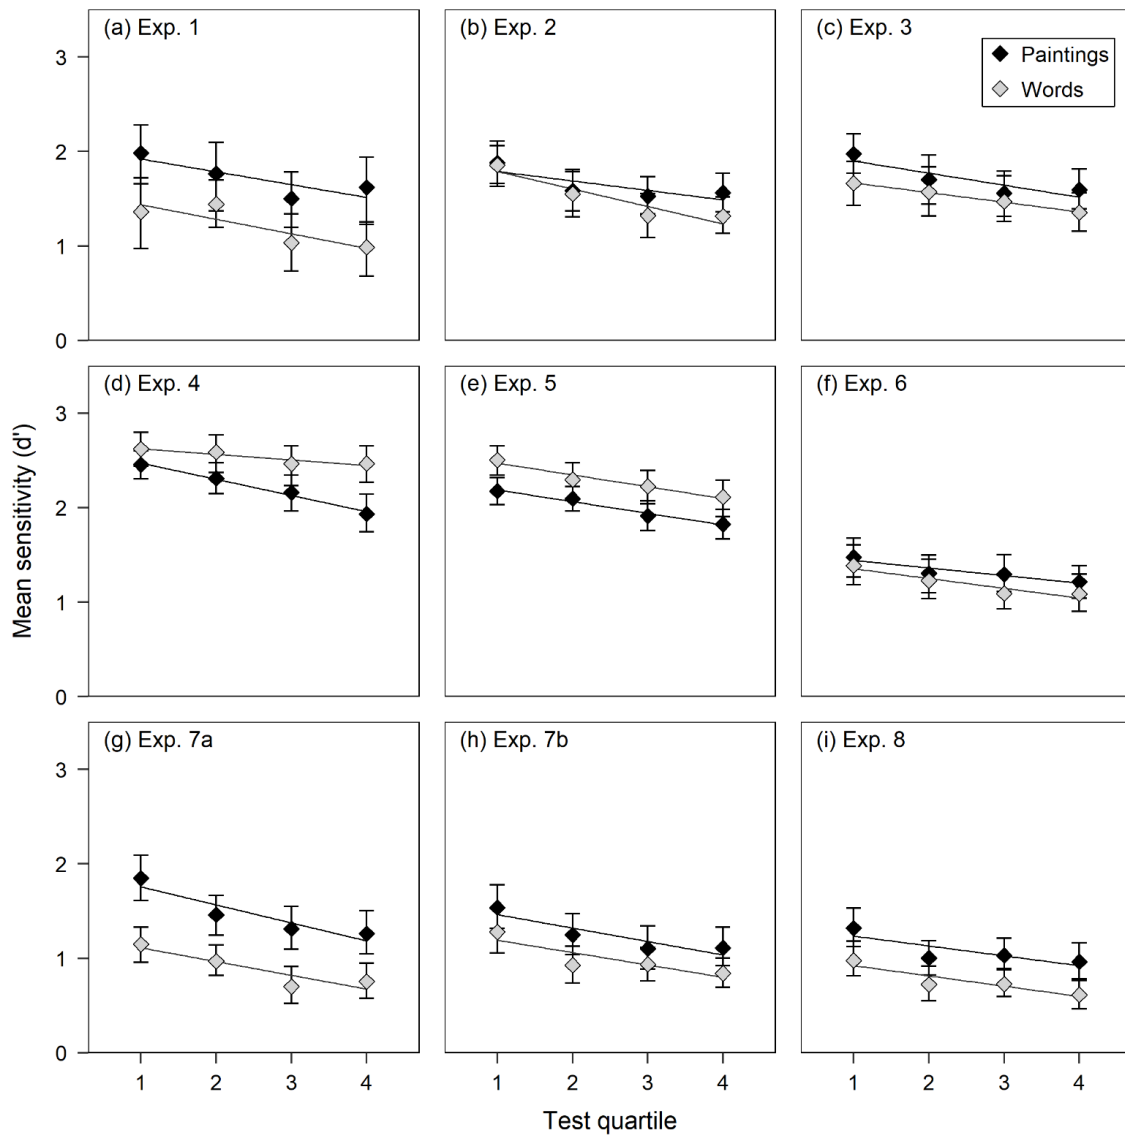 (a) Exp. 1
(b) Exp. 2
(c) Exp. 3
Paintings
Words
3
2
1
0
(d) Exp. 4
(e) Exp. 5
(f) Exp. 6
3
2
1
0
Mean sensitivity (d')
(g) Exp. 7a
(h) Exp. 7b
(i) Exp. 8
3
2
1
0
1 2 3 4
1 2 3 4
1 2 3 4
Test quartile